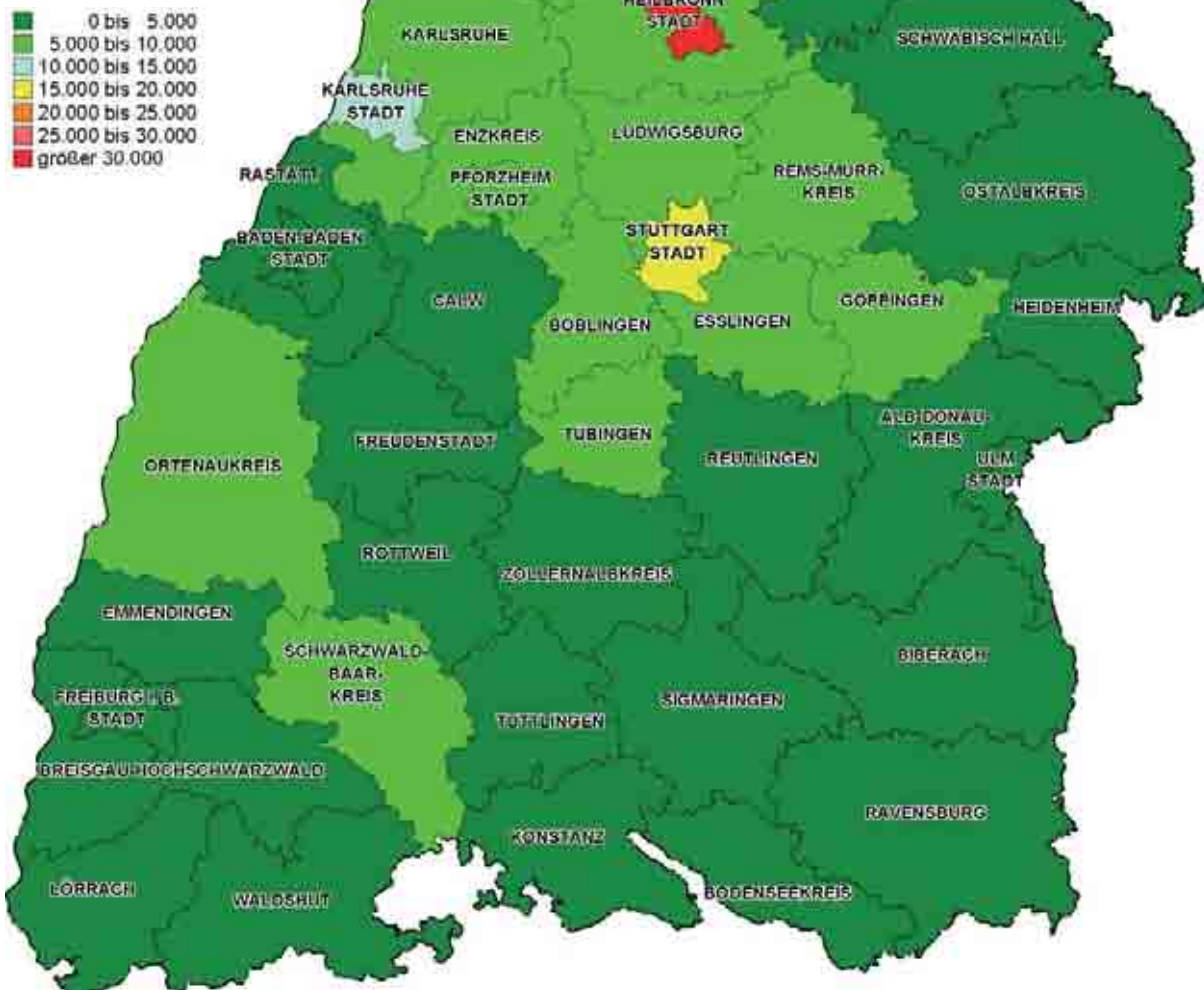 0 bis 5.000
5.000 bis 10.000
10.000 bis 15.000
15.000 bis 20.000
20.000 bis 25.000
25.000 bis 30.000
größer 30.000
HEILBRONN
STADT
KARLSRUHE
SCHWÄBISCH HALL
KARLSRUHE
STADT
ENZKREIS
LUDWIGSBURG
PFORZHEIM
STADT
REMS-MURR-
KREIS
RASTATT
OSTALBKREIS
BADEN-BADEN
STADT
STUTTGART
STADT
CALW
BÖBLINGEN
ESSLINGEN
GÖPPINGEN
HEIDENHEIM
FREUDENSTADT
TÜBINGEN
REUTLINGEN
ALB-DONAU-
KREIS
ULM
STADT
ORTENAUKREIS
ROTTWEIL
ZOLLERNALBKREIS
EMMENDINGEN
SCHWARZWALD-
BAAR-
KREIS
BIBERACH
FREIBURG i. B.
STADT
TUTTLINGEN
SIGMARINGEN
BREISGAU-HOCHSCHWARZWALD
RAVENSBURG
KONSTANZ
LÖRRACH
WALDSHUT
BODENSEEKREIS